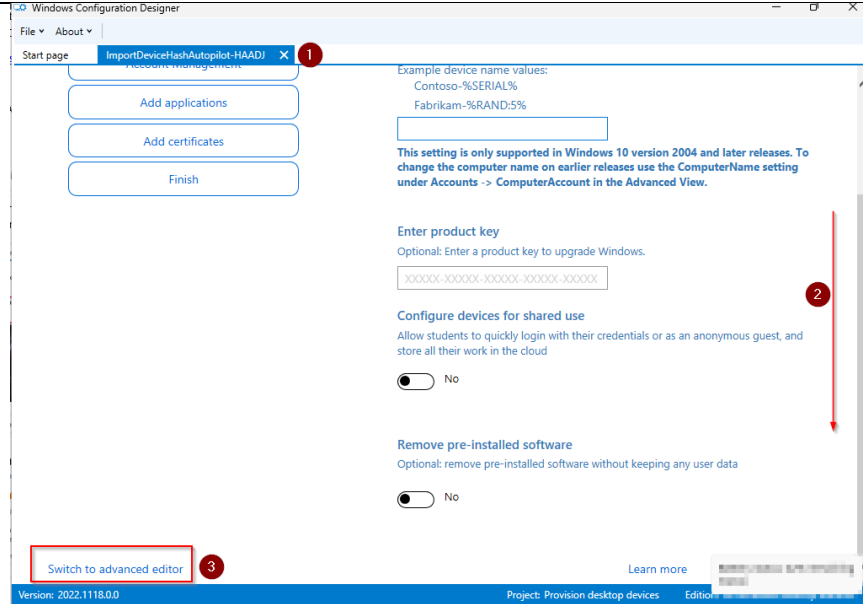 Windows Configuration Designer
File About
Start page ImportDeviceHashAutopilot-HAADJ 1
Account Management
Add applications
Add certificates
Finish
Example device name values:
Contoso-%SERIAL%
Fabrikam-%RAND:5%
This setting is only supported in Windows 10 version 2004 and later releases. To
change the computer name on earlier releases use the ComputerName setting
under Accounts -> ComputerAccount in the Advanced View.
Enter product key
Optional: Enter a product key to upgrade Windows.
XXXXX-XXXXX-XXXXX-XXXXX-XXXXX
2
Configure devices for shared use
Allow students to quickly login with their credentials or as an anonymous guest, and
store all their work in the cloud
No
Remove pre-installed software
Optional: remove pre-installed software without keeping any user data
No
Switch to advanced editor 3
Learn more
Version: 2022.1118.0.0 Project: Provision desktop devices